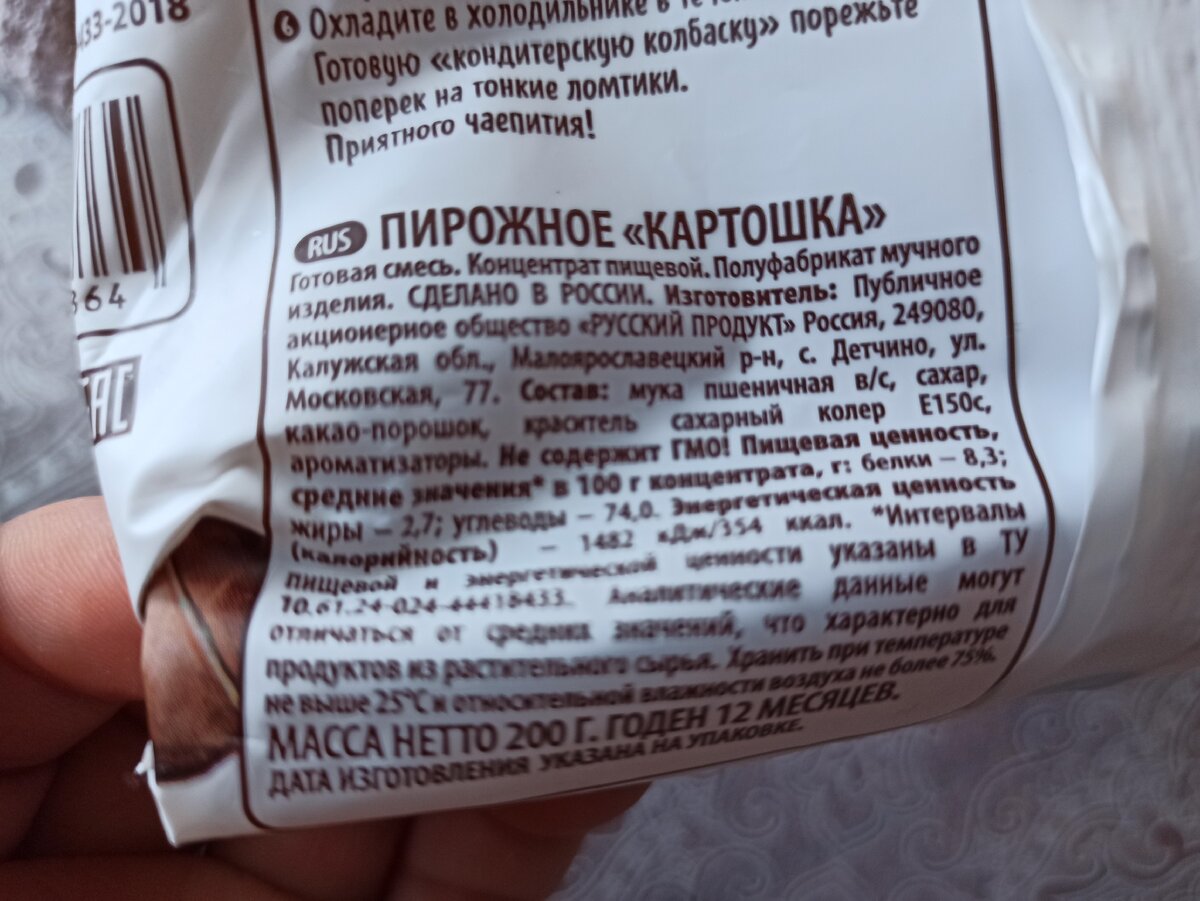 433-2018
6 Охладите в холодильнике в
Готовую «кондитерскую колбаску» порежьте
поперек на тонкие ломтики.
Приятного чаепития!
364
EAC
RUS ПИРОЖНОЕ «КАРТОШКА»
Готовая смесь. Концентрат пищевой. Полуфабрикат мучного
изделия. СДЕЛАНО В РОССИИ. Изготовитель: Публичное
акционерное общество «РУССКИЙ ПРОДУКТ» Россия, 249080,
Калужская обл., Малоярославецкий р-н, с. Детчино, ул.
Московская, 77. Состав: мука пшеничная в/с, сахар,
какао-порошок, краситель сахарный колер Е150с,
ароматизаторы. Не содержит ГМО! Пищевая ценность,
средние значения* в 100 г концентрата, г: белки – 8,3;
жиры – 2,7; углеводы – 74,0. Энергетическая ценность
(калорийность) – 1482 кДж/354 ккал. *Интервалы
пищевой и энергетической ценности указаны в ТУ
10.61.24-024-44418433. Аналитические данные могут
отличаться от средних значений, что характерно для
продуктов из растительного сырья. Хранить при температуре
не выше 25°С и относительной влажности воздуха не более 75%.
МАССА НЕТТО 200 Г. ГОДЕН 12 МЕСЯЦЕВ.
ДАТА ИЗГОТОВЛЕНИЯ УКАЗАНА НА УПАКОВКЕ.